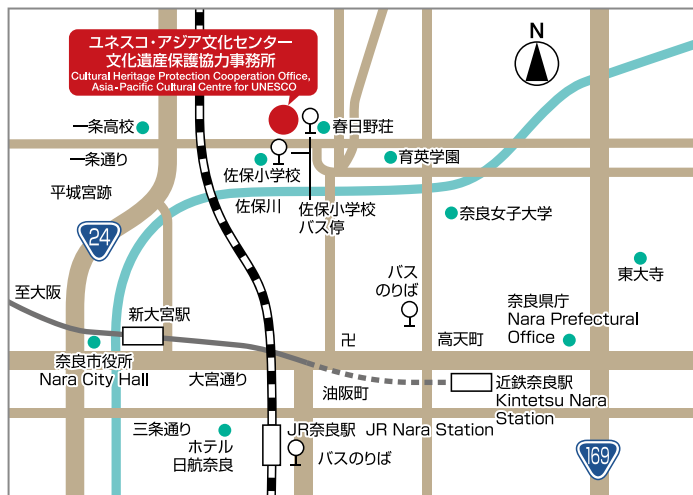 ユネスコ・アジア文化センター
文化遺産保護協力事務所
Cultural Heritage Protection Cooperation Office,
Asia-Pacific Cultural Centre for UNESCO
N
一条高校
春日野荘
一条通り
佐保小学校
育英学園
平城宮跡
佐保川
佐保小学校
バス停
奈良女子大学
24
東大寺
至大阪
バス
のりば
新大宮駅
奈良県庁
Nara Prefectural
Office
卍
高天町
奈良市役所
Nara City Hall
大宮通り
油阪町
近鉄奈良駅
Kintetsu Nara
Station
三条通り
ホテル
日航奈良
JR奈良駅 JR Nara Station
バスのりば
169